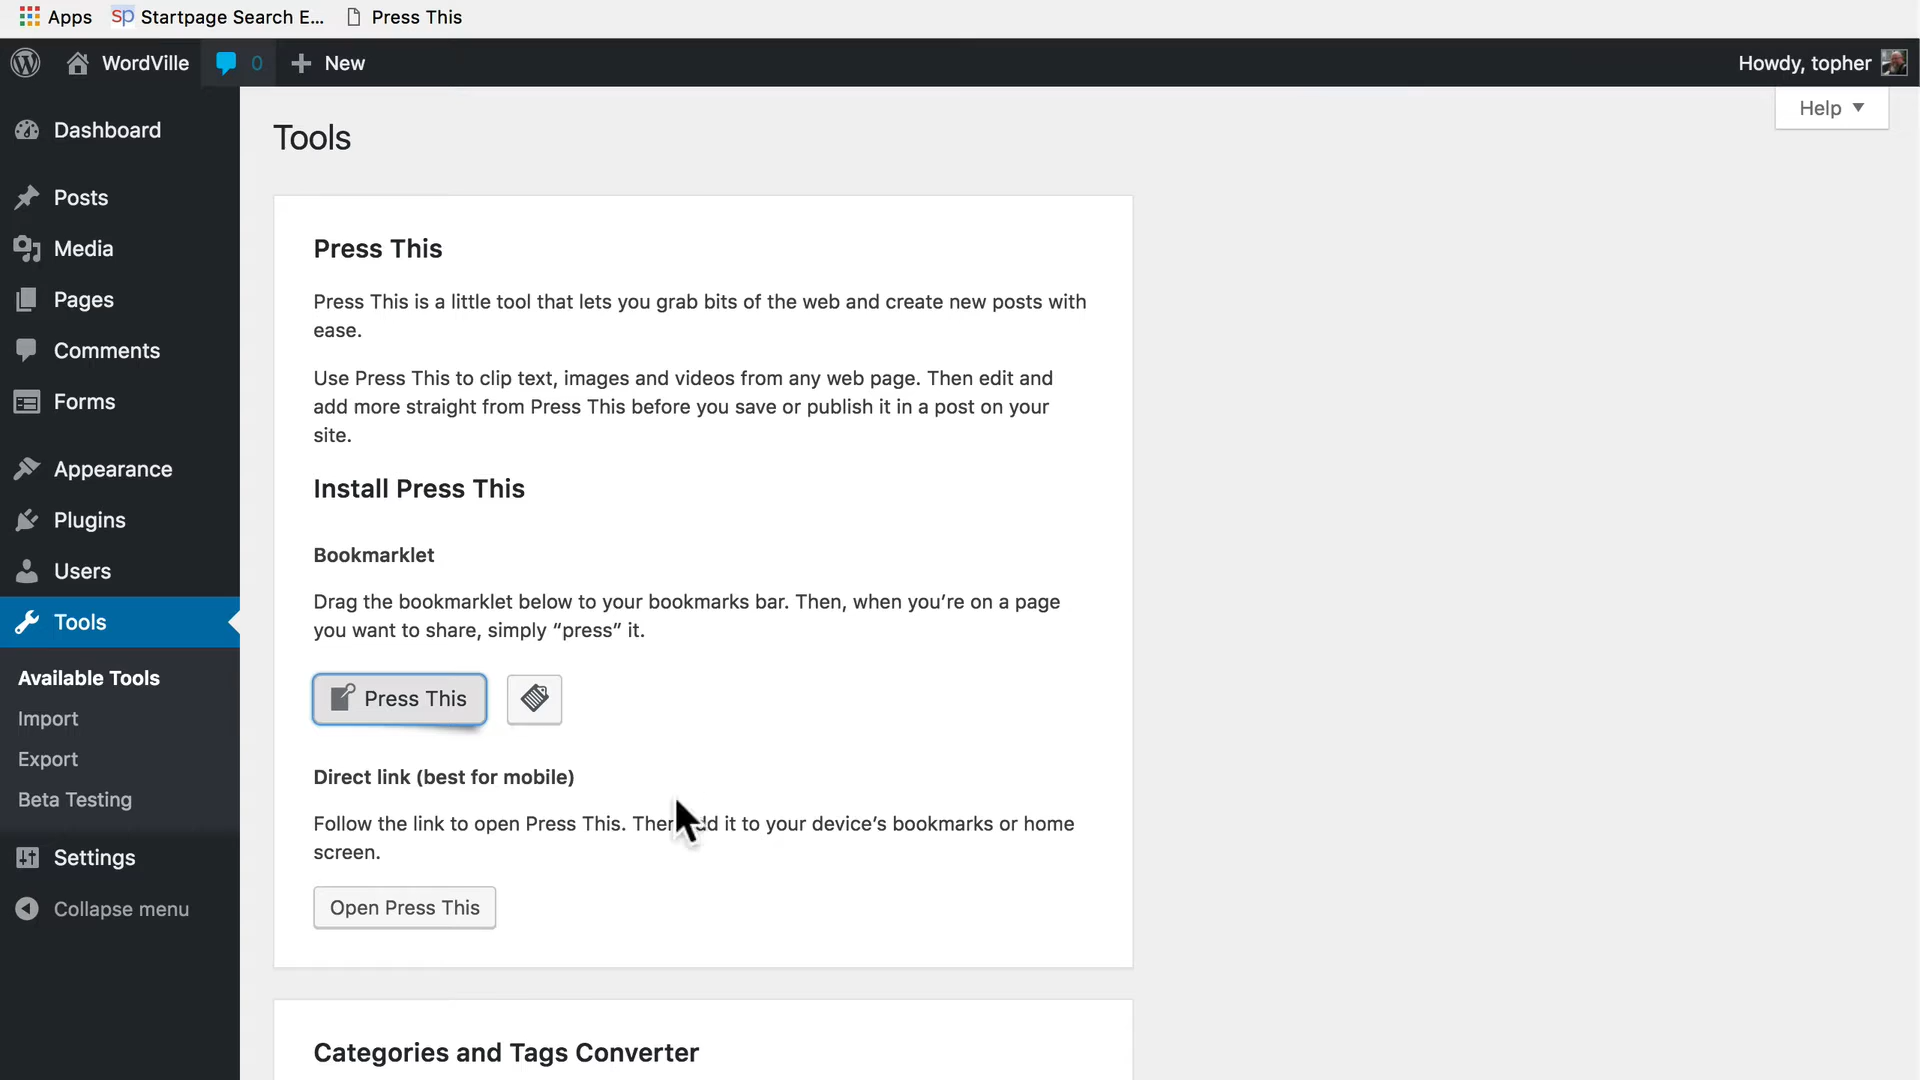 Apps
sp Startpage Search E...
Press This
WordVille
0
New
Howdy, topher
Help
Dashboard
Posts
Media
Pages
Comments
Forms
Appearance
Plugins
Users
Tools
Available Tools
Import
Export
Beta Testing
Settings
Collapse menu
Tools
Press This
Press This is a little tool that lets you grab bits of the web and create new posts with
ease.
Use Press This to clip text, images and videos from any web page. Then edit and
add more straight from Press This before you save or publish it in a post on your
site.
Install Press This
Bookmarklet
Drag the bookmarklet below to your bookmarks bar. Then, when you’re on a page
you want to share, simply “press” it.
Press This
Direct link (best for mobile)
Follow the link to open Press This. Then add it to your device’s bookmarks or home
screen.
Open Press This
Categories and Tags Converter